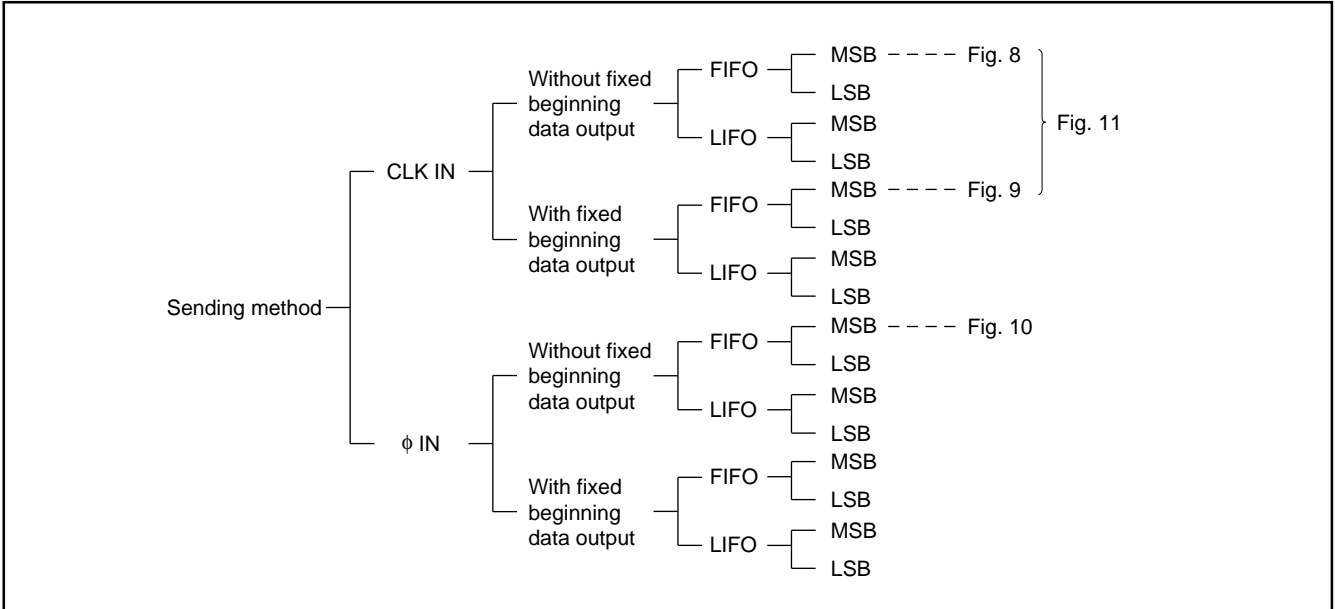 Sending method
CLK IN
Without fixed
beginning
data output
FIFO
MSB
Fig. 8
LSB
LIFO
MSB
LSB
Fig. 11
With fixed
beginning
data output
FIFO
MSB
Fig. 9
LSB
LIFO
MSB
LSB
ϕ IN
Without fixed
beginning
data output
FIFO
MSB
Fig. 10
LSB
LIFO
MSB
LSB
With fixed
beginning
data output
FIFO
MSB
LSB
LIFO
MSB
LSB